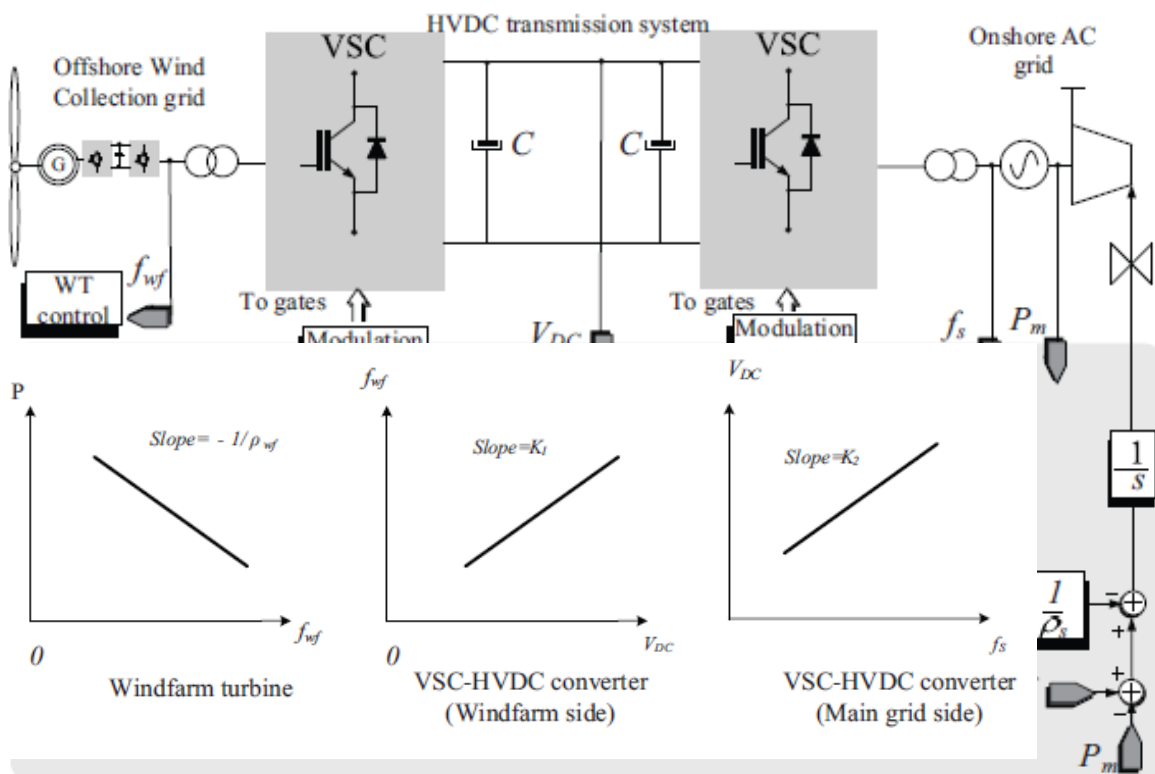 HVDC transmission system
VSC
VSC
Onshore AC
grid
Offshore Wind
Collection grid
G
C
C
f_wf
WT
control
To gates
To gates
Modulation
Modulation
V_DC
f_s
P_m
P
Slope= - 1/ρ_wf
0
f_wf
Windfarm turbine
f_wf
Slope=K_1
0
V_DC
VSC-HVDC converter
(Windfarm side)
V_DC
Slope=K_2
f_S
VSC-HVDC converter
(Main grid side)
1
s
-
1
ρ_s
+
+
-
P_m